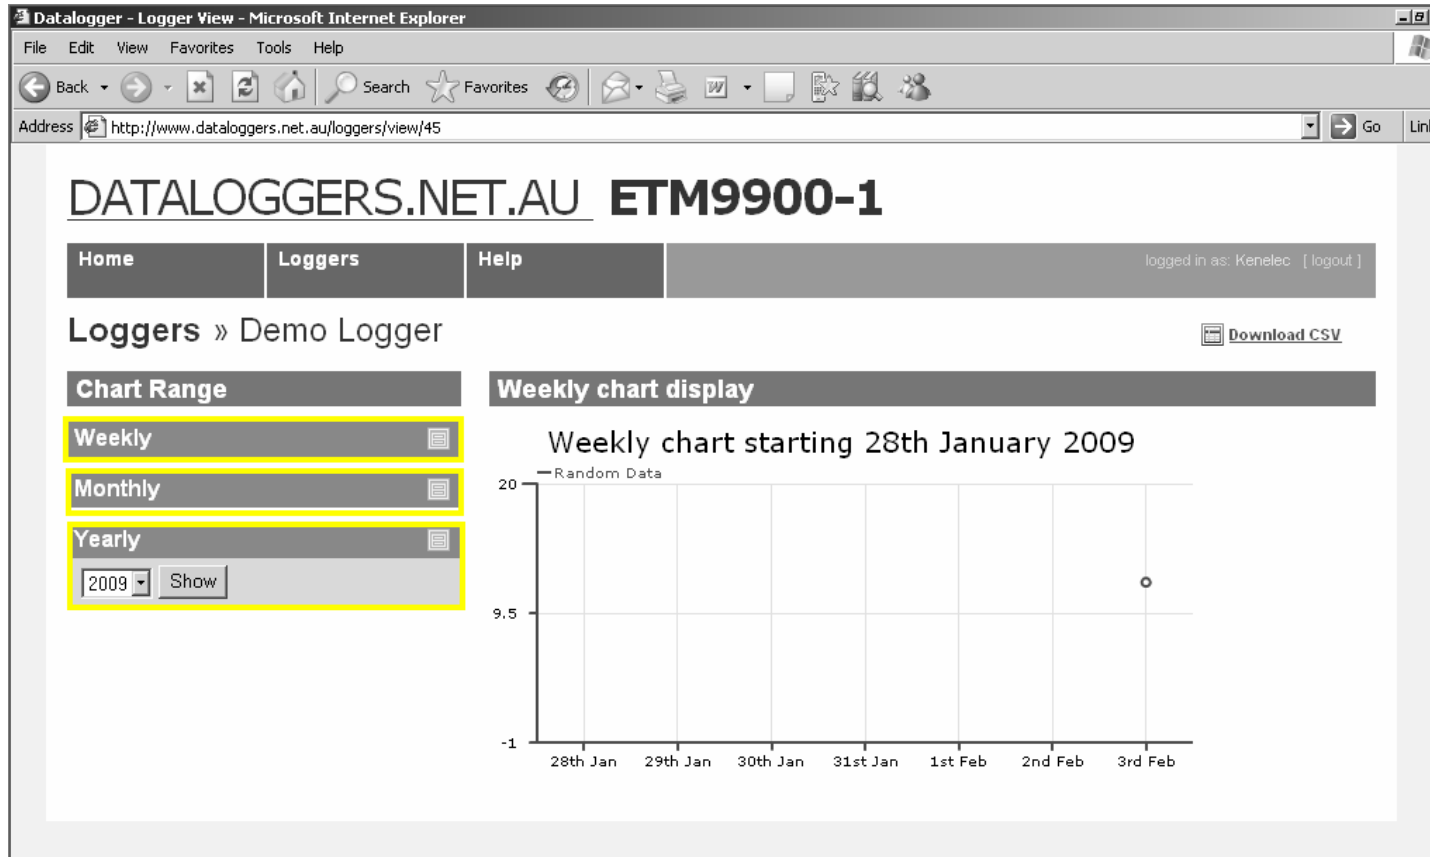 Datalogger - Logger View - Microsoft Internet Explorer
File Edit View Favorites Tools Help
Back Search Favorites W
Address http://www.dataloggers.net.au/loggers/view/45 Go
DATALOGGERS.NET.AU ETM9900-1
Home Loggers Help logged in as: Kenelec [ logout ]
Loggers » Demo Logger
Download CSV
Chart Range
Weekly
Monthly
Yearly
2009 Show
Weekly chart display
Weekly chart starting 28th January 2009
Random Data
20
9.5
-1
28th Jan 29th Jan 30th Jan 31st Jan 1st Feb 2nd Feb 3rd Feb